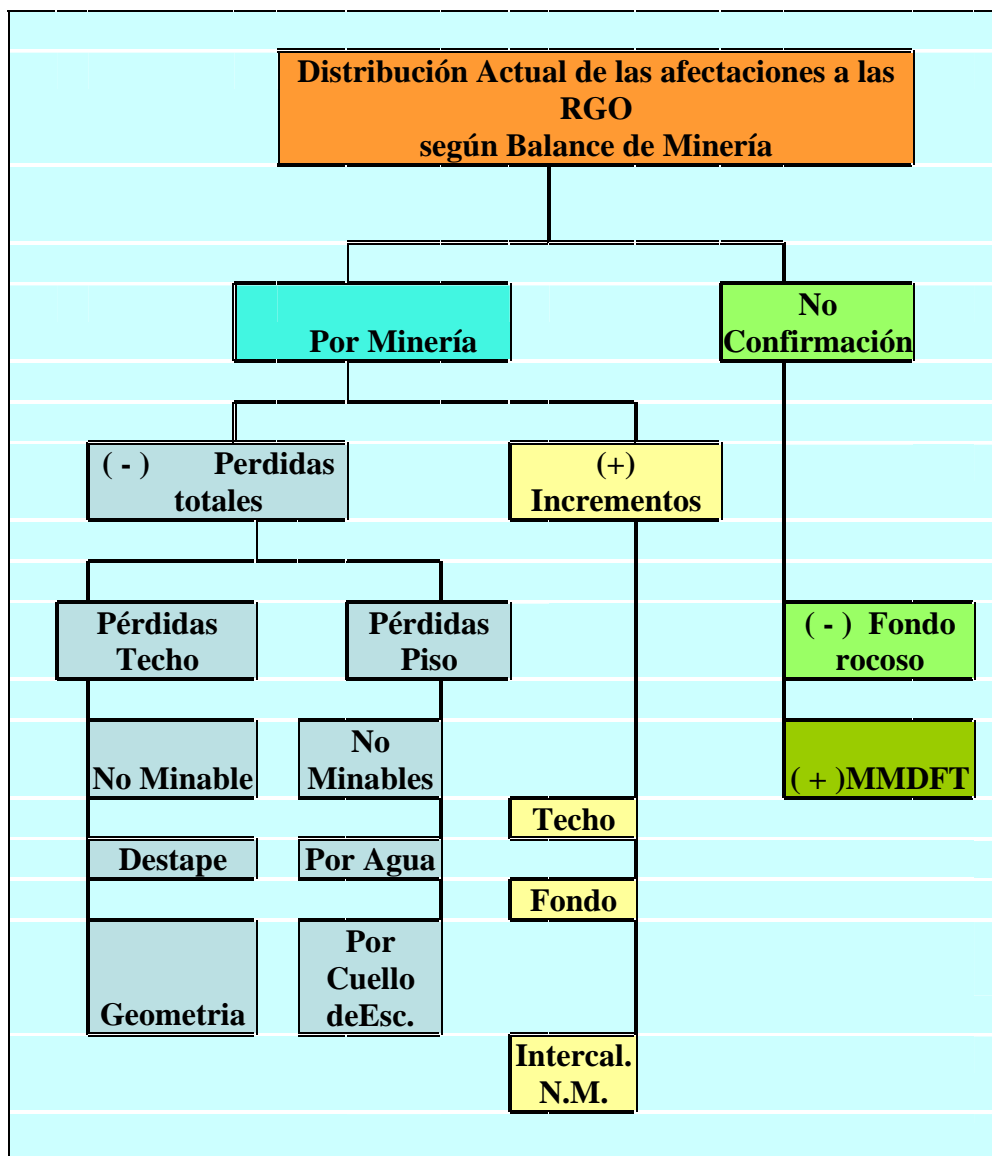 Distribución Actual de las afectaciones a las
RGO
según Balance de Minería
Por Minería
No
Confirmación
( - ) Perdidas
totales
(+)
Incrementos
Pérdidas
Techo
Pérdidas
Piso
( - ) Fondo
rocoso
No Minable
No
Minables
( + )MMDFT
Techo
Destape
Por Agua
Fondo
Geometria
Por
Cuello
deEsc.
Intercal.
N.M.